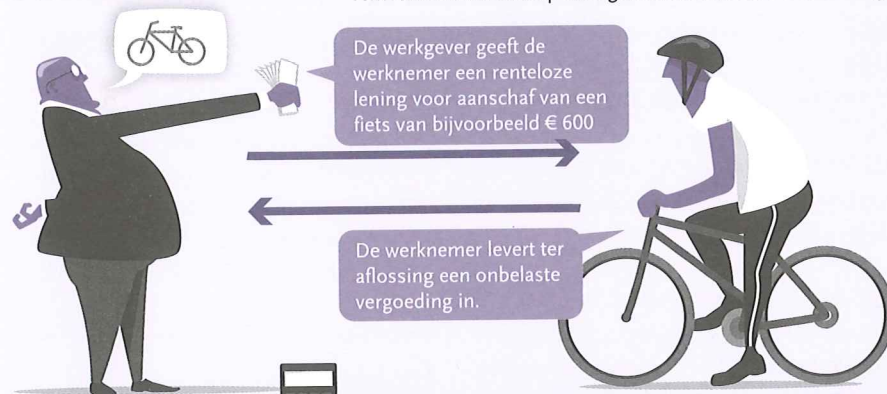 De werkgever geeft de
werknemer een renteloze
lening voor aanschaf van een
fiets van bijvoorbeeld € 600
De werknemer levert ter
aflossing een onbelaste
vergoeding in.